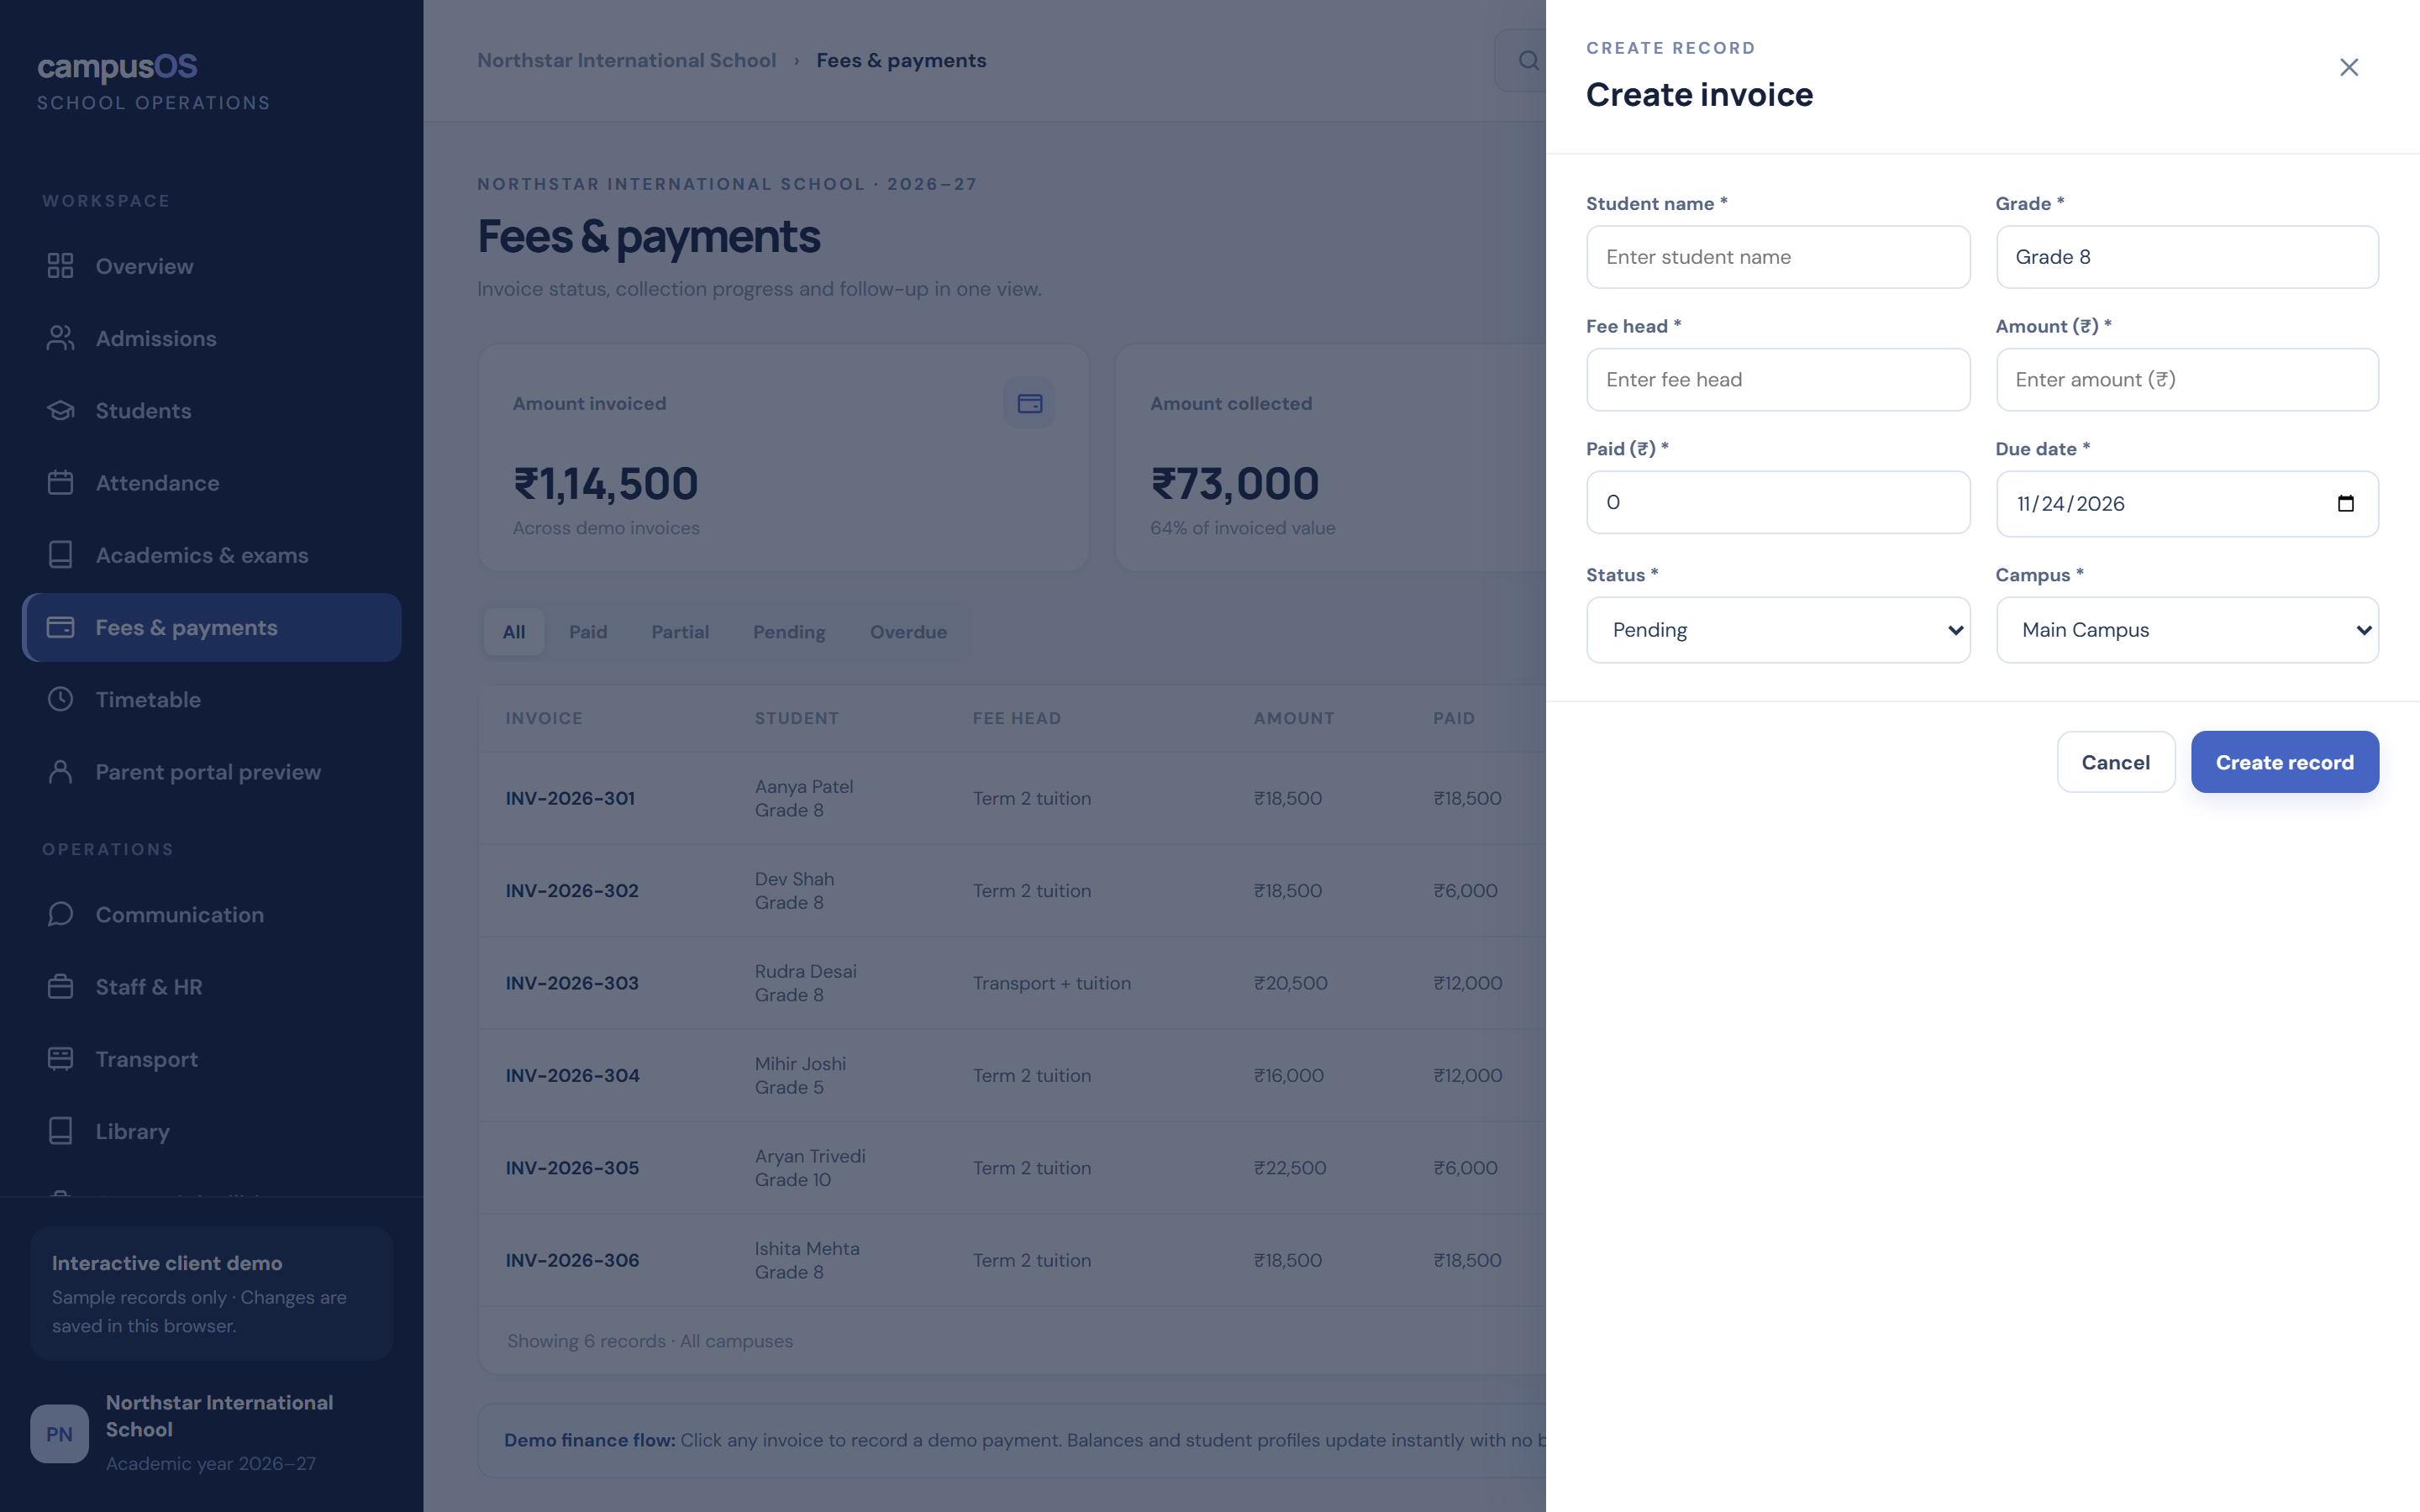 campusOS
SCHOOL OPERATIONS
WORKSPACE
Overview
Admissions
Students
Attendance
Academics & exams
Fees & payments
Timetable
Parent portal preview
OPERATIONS
Communication
Staff & HR
Transport
Library
Interactive client demo
Sample records only · Changes are
saved in this browser.
PN
Northstar International
School
Academic year 2026–27
Northstar International School › Fees & payments
NORTHSTAR INTERNATIONAL SCHOOL · 2026–27
Fees & payments
Invoice status, collection progress and follow-up in one view.
Amount invoiced
₹1,14,500
Across demo invoices
Amount collected
₹73,000
64% of invoiced value
All Paid Partial Pending Overdue
INVOICE STUDENT FEE HEAD AMOUNT PAID
INV-2026-301 Aanya Patel Term 2 tuition ₹18,500 ₹18,500
Grade 8
INV-2026-302 Dev Shah Term 2 tuition ₹18,500 ₹6,000
Grade 8
INV-2026-303 Rudra Desai Transport + tuition ₹20,500 ₹12,000
Grade 8
INV-2026-304 Mihir Joshi Term 2 tuition ₹16,000 ₹12,000
Grade 5
INV-2026-305 Aryan Trivedi Term 2 tuition ₹22,500 ₹6,000
Grade 10
INV-2026-306 Ishita Mehta Term 2 tuition ₹18,500 ₹18,500
Grade 8
Showing 6 records · All campuses
Demo finance flow: Click any invoice to record a demo payment. Balances and student profiles update instantly with no
CREATE RECORD
Create invoice
Student name * Grade *
Enter student name Grade 8
Fee head * Amount (₹) *
Enter fee head Enter amount (₹)
Paid (₹) * Due date *
0 11/24/2026
Status * Campus *
Pending Main Campus
Cancel Create record